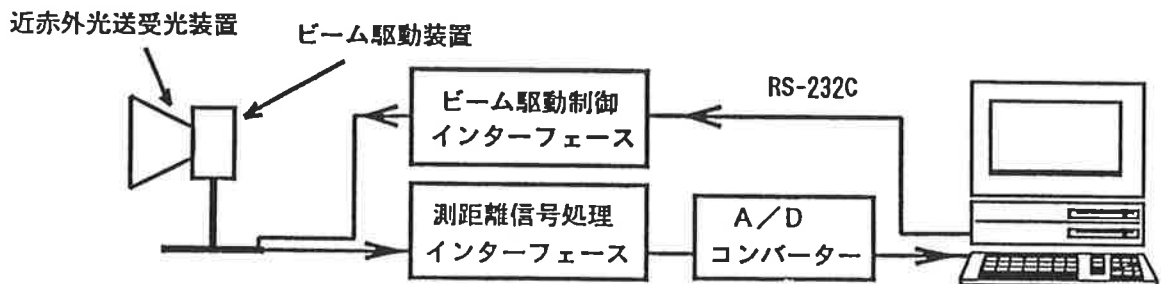 近赤外光送受光装置
ビーム駆動装置
ビーム駆動制御
インターフェース
RS-232C
測距離信号処理
インターフェース
A/D
コンバーター